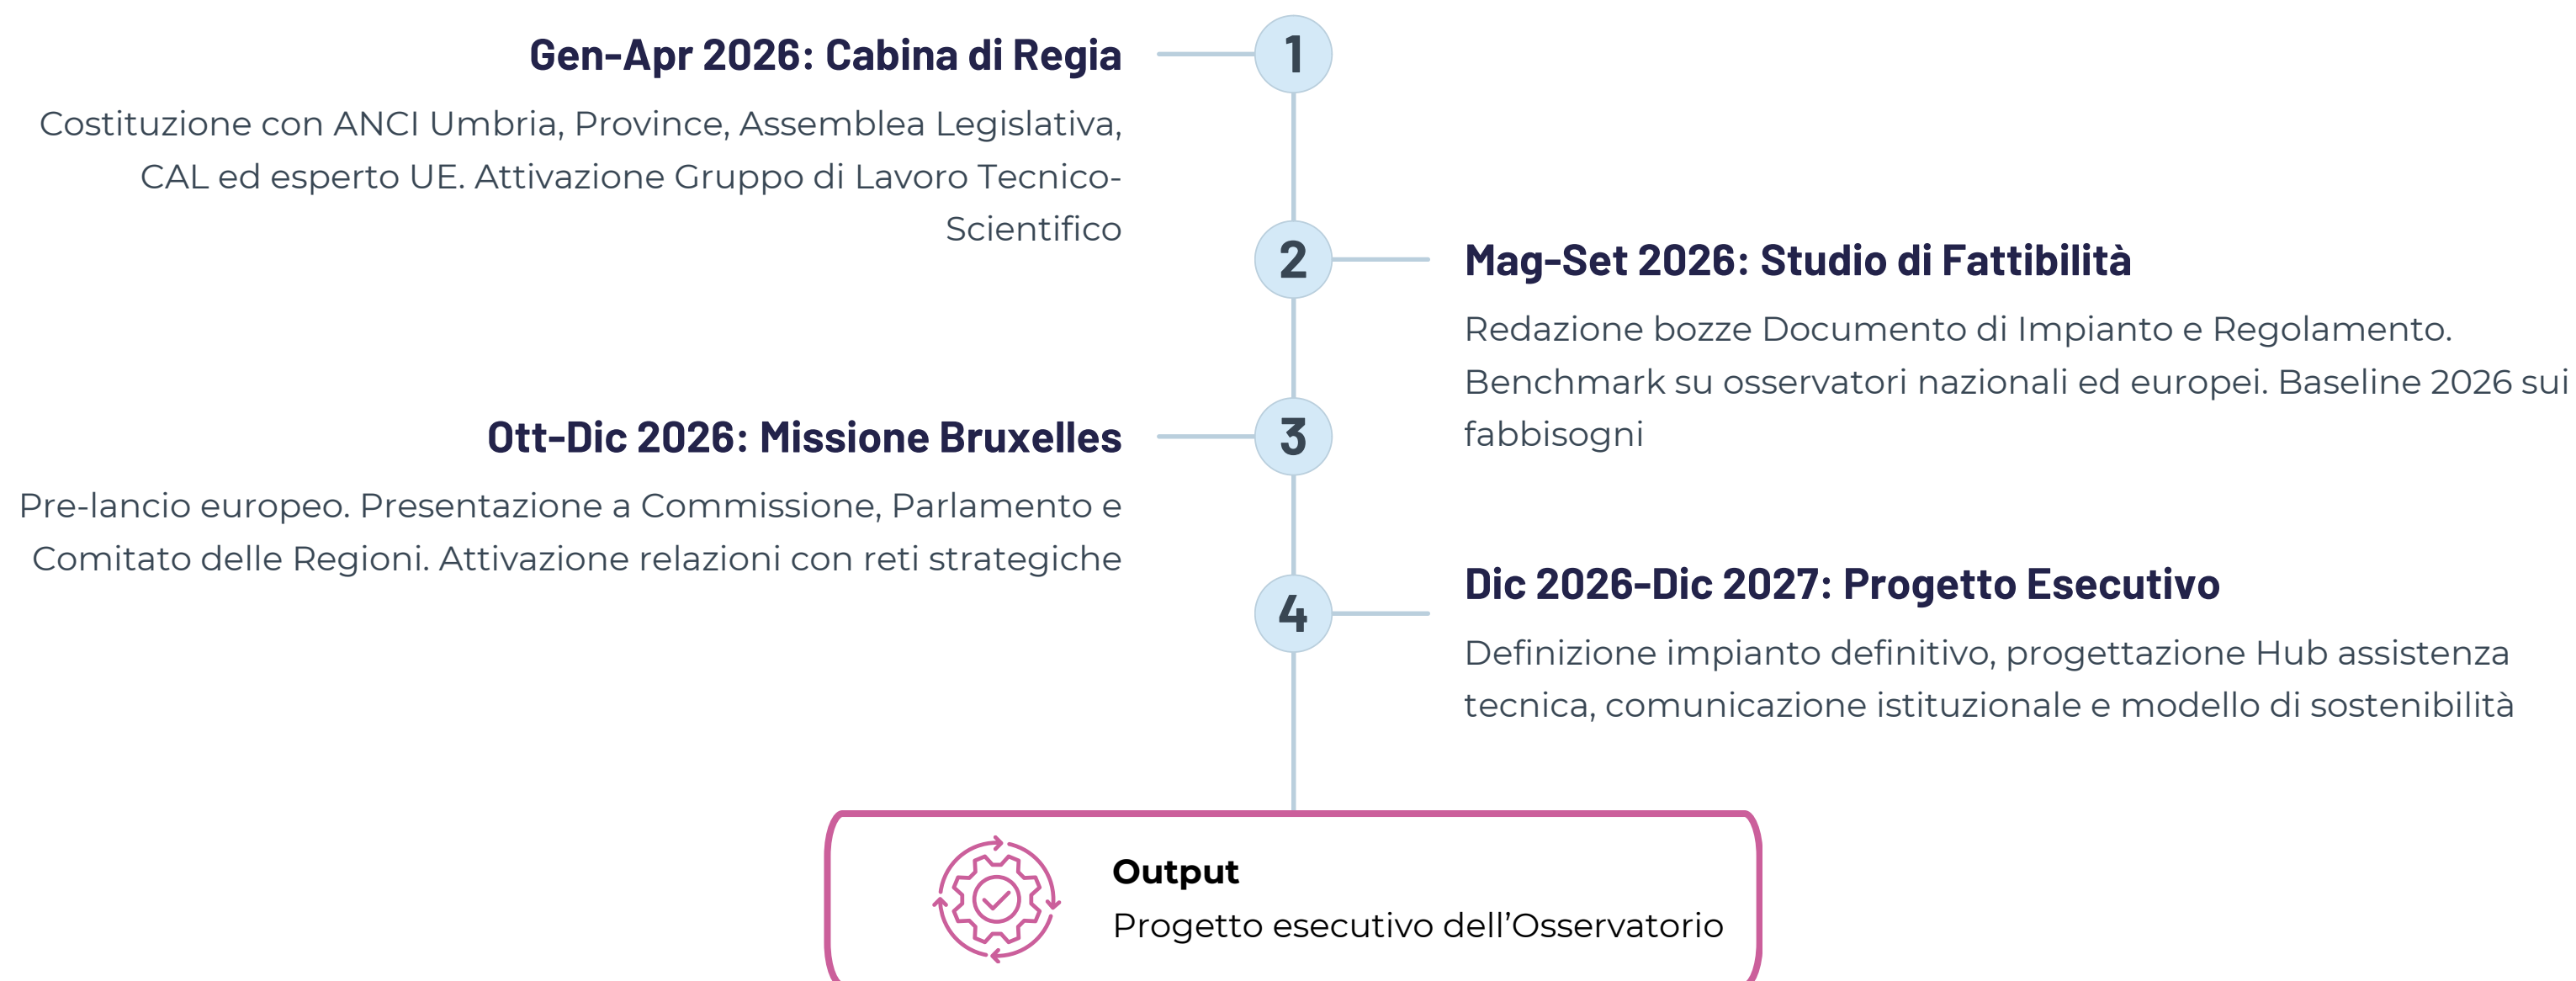 Gen-Apr 2026: Cabina di Regia
1
Costituzione con ANCI Umbria, Province, Assemblea Legislativa,
CAL ed esperto UE. Attivazione Gruppo di Lavoro Tecnico-
Scientifico
2
Mag-Set 2026: Studio di Fattibilità
Redazione bozze Documento di Impianto e Regolamento.
Benchmark su osservatori nazionali ed europei. Baseline 2026 sui
fabbisogni
Ott-Dic 2026: Missione Bruxelles
3
Pre-lancio europeo. Presentazione a Commissione, Parlamento e
Comitato delle Regioni. Attivazione relazioni con reti strategiche
4
Dic 2026-Dic 2027: Progetto Esecutivo
Definizione impianto definitivo, progettazione Hub assistenza
tecnica, comunicazione istituzionale e modello di sostenibilità
Output
Progetto esecutivo dell’Osservatorio